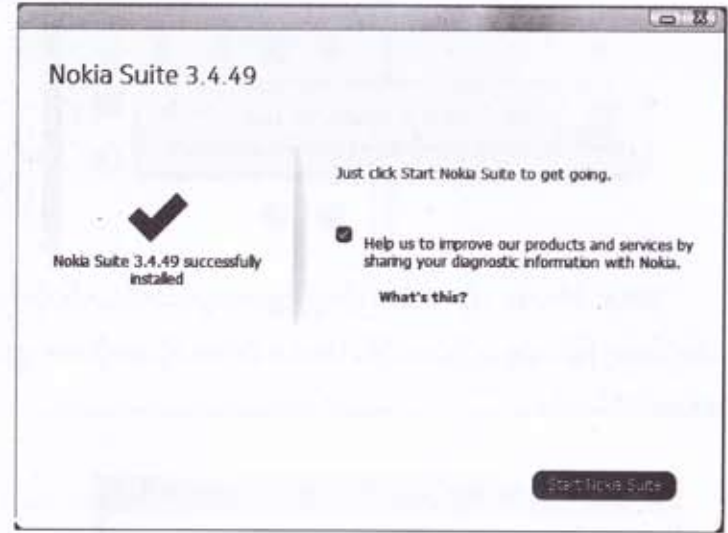 Nokia Suite 3.4.49
Nokia Suite 3.4.49 successfully
installed
Just click Start Nokia Suite to get going.
Help us to improve our products and services by
sharing your diagnostic information with Nokia.
What's this?
Start Nokia Suite